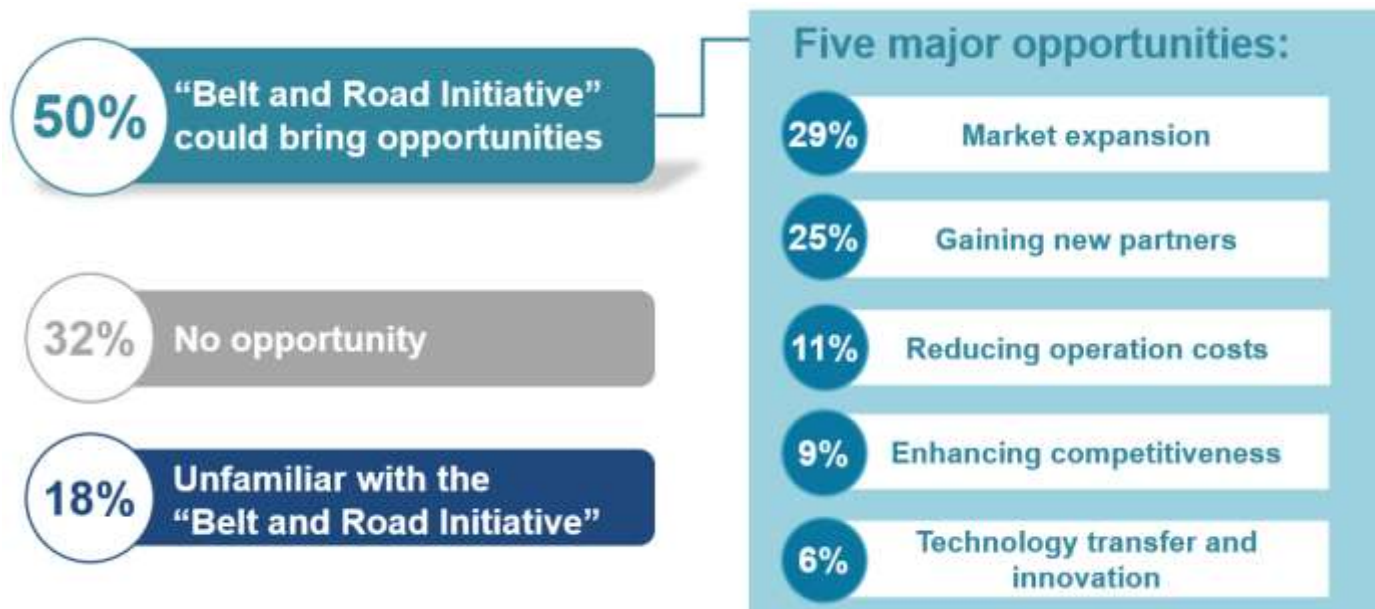 50%
“Belt and Road Initiative”
could bring opportunities
32%
No opportunity
18%
Unfamiliar with the
“Belt and Road Initiative”
Five major opportunities:
29%
Market expansion
25%
Gaining new partners
11%
Reducing operation costs
9%
Enhancing competitiveness
6%
Technology transfer and
innovation